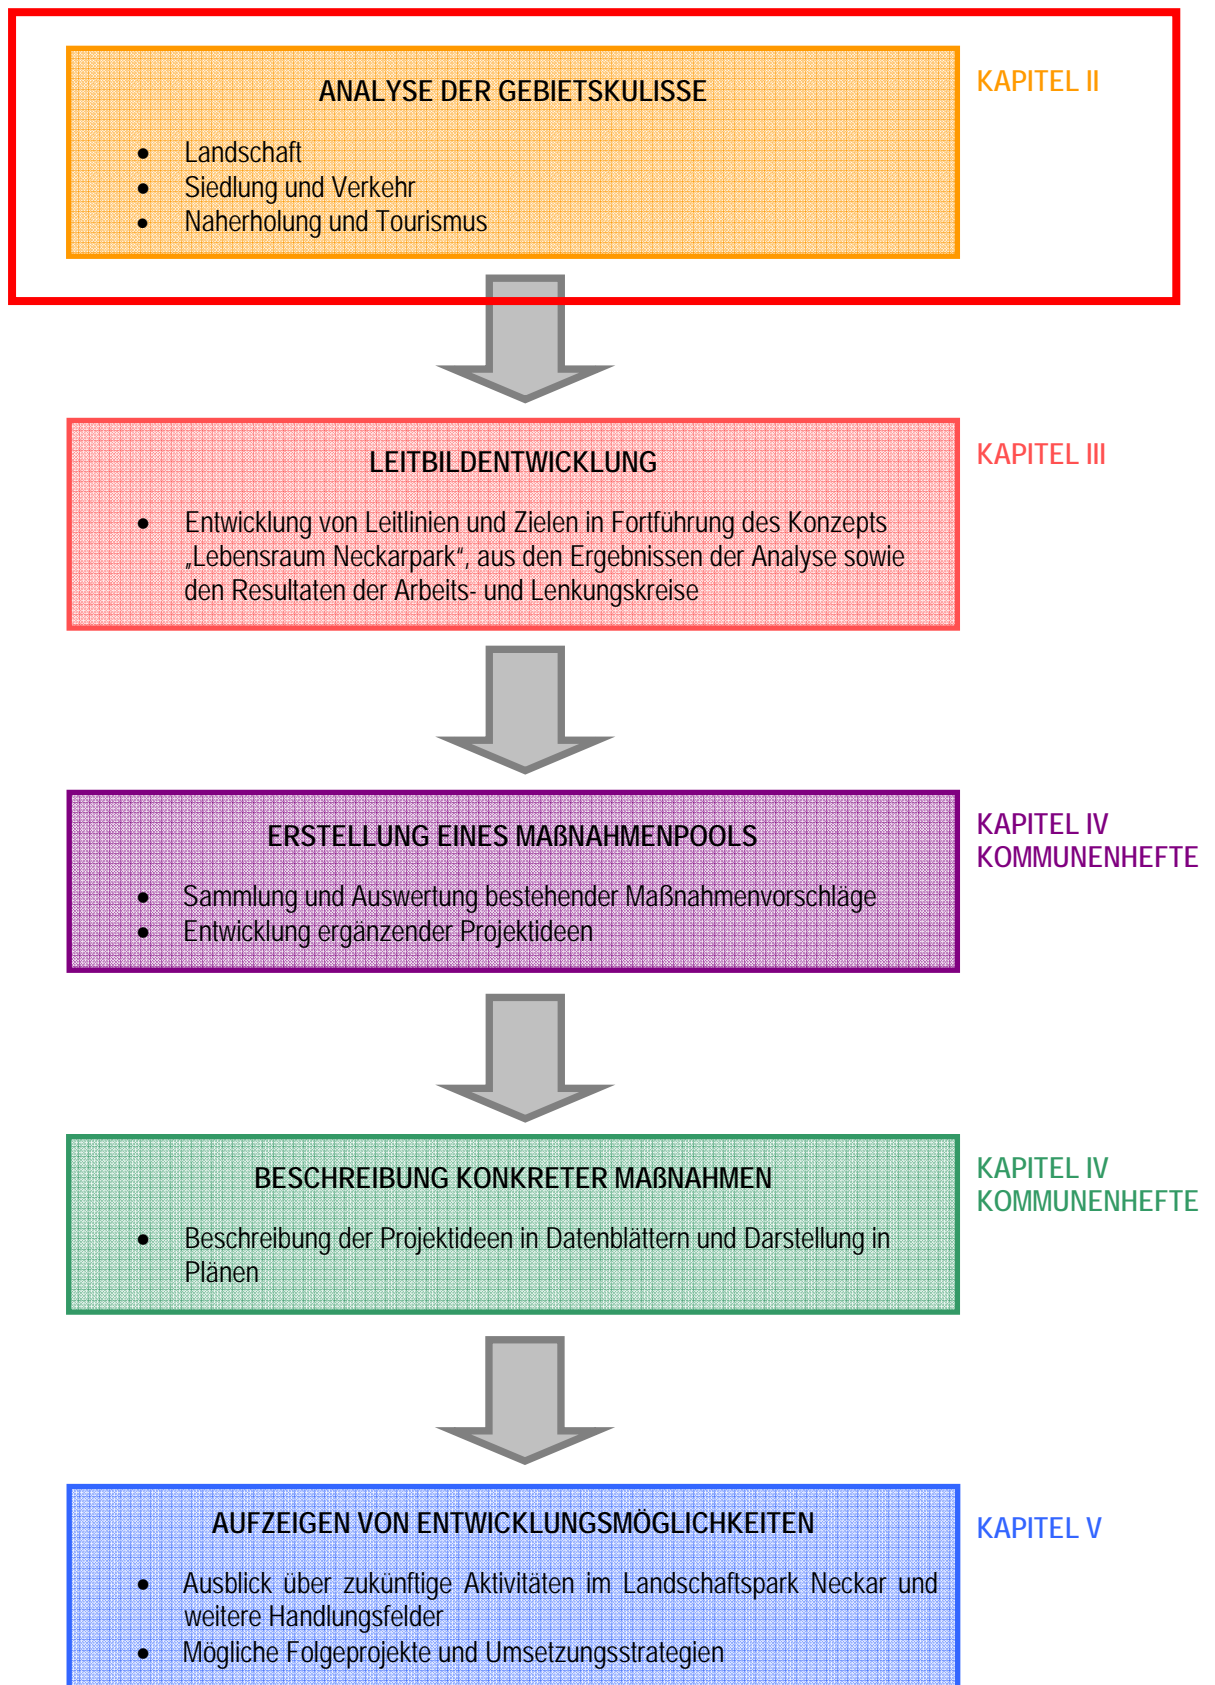 ANALYSE DER GEBIETSKULISSE
KAPITEL II
• Landschaft
• Siedlung und Verkehr
• Naherholung und Tourismus
LEITBILDENTWICKLUNG
KAPITEL III
• Entwicklung von Leitlinien und Zielen in Fortführung des Konzepts
„Lebensraum Neckarpark", aus den Ergebnissen der Analyse sowie
den Resultaten der Arbeits- und Lenkungskreise
ERSTELLUNG EINES MAßNAHMENPOOLS
KAPITEL IV
KOMMUNENHEFTE
• Sammlung und Auswertung bestehender Maßnahmenvorschläge
• Entwicklung ergänzender Projektideen
BESCHREIBUNG KONKRETER MAßNAHMEN
KAPITEL IV
KOMMUNENHEFTE
• Beschreibung der Projektideen in Datenblättern und Darstellung in
Plänen
AUFZEIGEN VON ENTWICKLUNGSMÖGLICHKEITEN
KAPITEL V
• Ausblick über zukünftige Aktivitäten im Landschaftspark Neckar und
weitere Handlungsfelder
• Mögliche Folgeprojekte und Umsetzungsstrategien